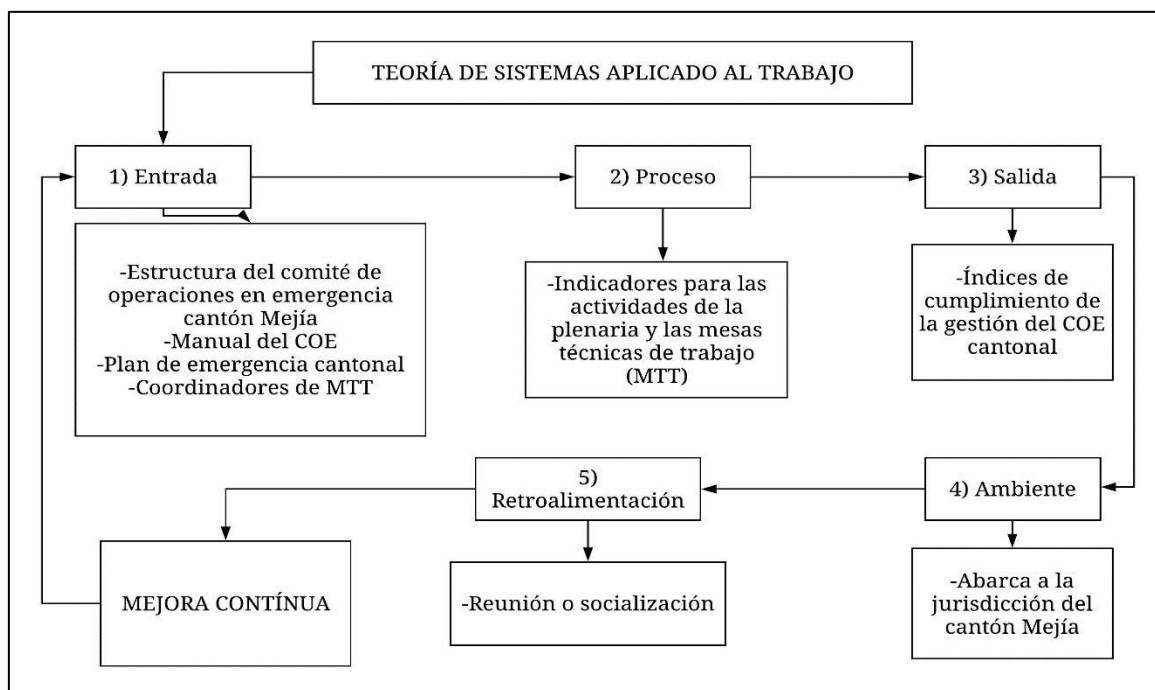 TEORÍA DE SISTEMAS APLICADO AL TRABAJO
1) Entrada
2) Proceso
3) Salida
-Estructura del comité de
operaciones en emergencia
cantón Mejía
-Manual del COE
-Plan de emergencia cantonal
-Coordinadores de MTT
-Indicadores para las
actividades de la
plenaria y las mesas
técnicas de trabajo
(MTT)
-Índices de
cumplimiento de
la gestión del COE
cantonal
5)
Retroalimentación
4) Ambiente
MEJORA CONTÍNUA
-Reunión o socialización
-Abarca a la
jurisdicción del
cantón Mejía